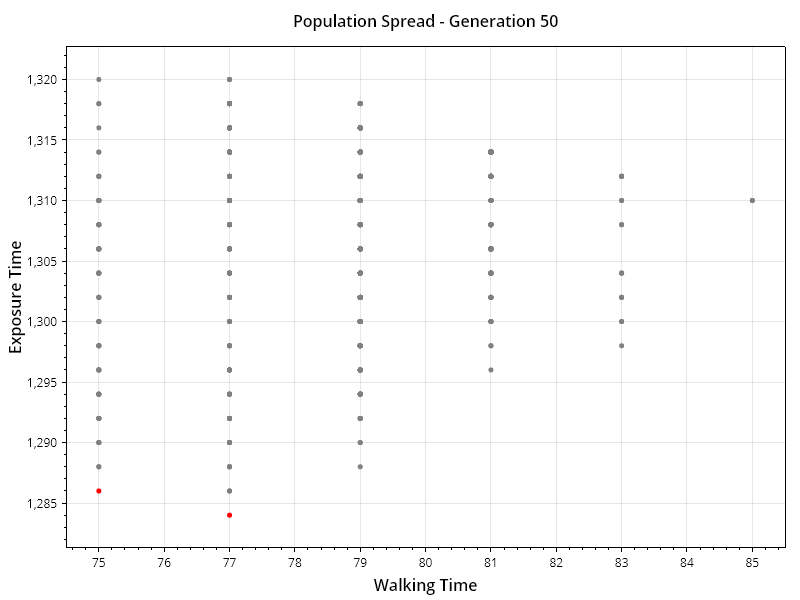 Population Spread - Generation 50
1,320
1,315
1,310
1,305
1,300
1,295
1,290
1,285
Exposure Time
75 76 77 78 79 80 81 82 83 84 85
Walking Time